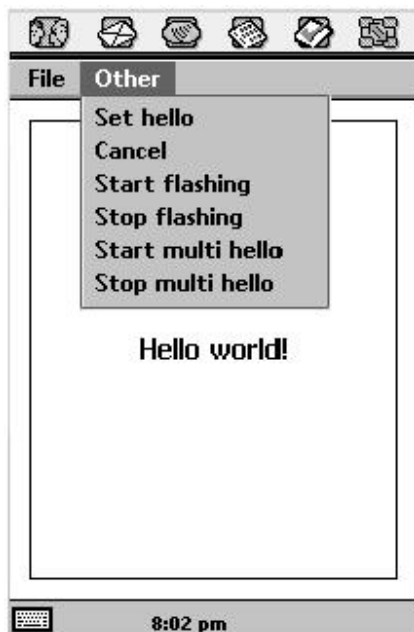 File Other
Set hello
Cancel
Start flashing
Stop flashing
Start multi hello
Stop multi hello
Hello world!
8:02 pm